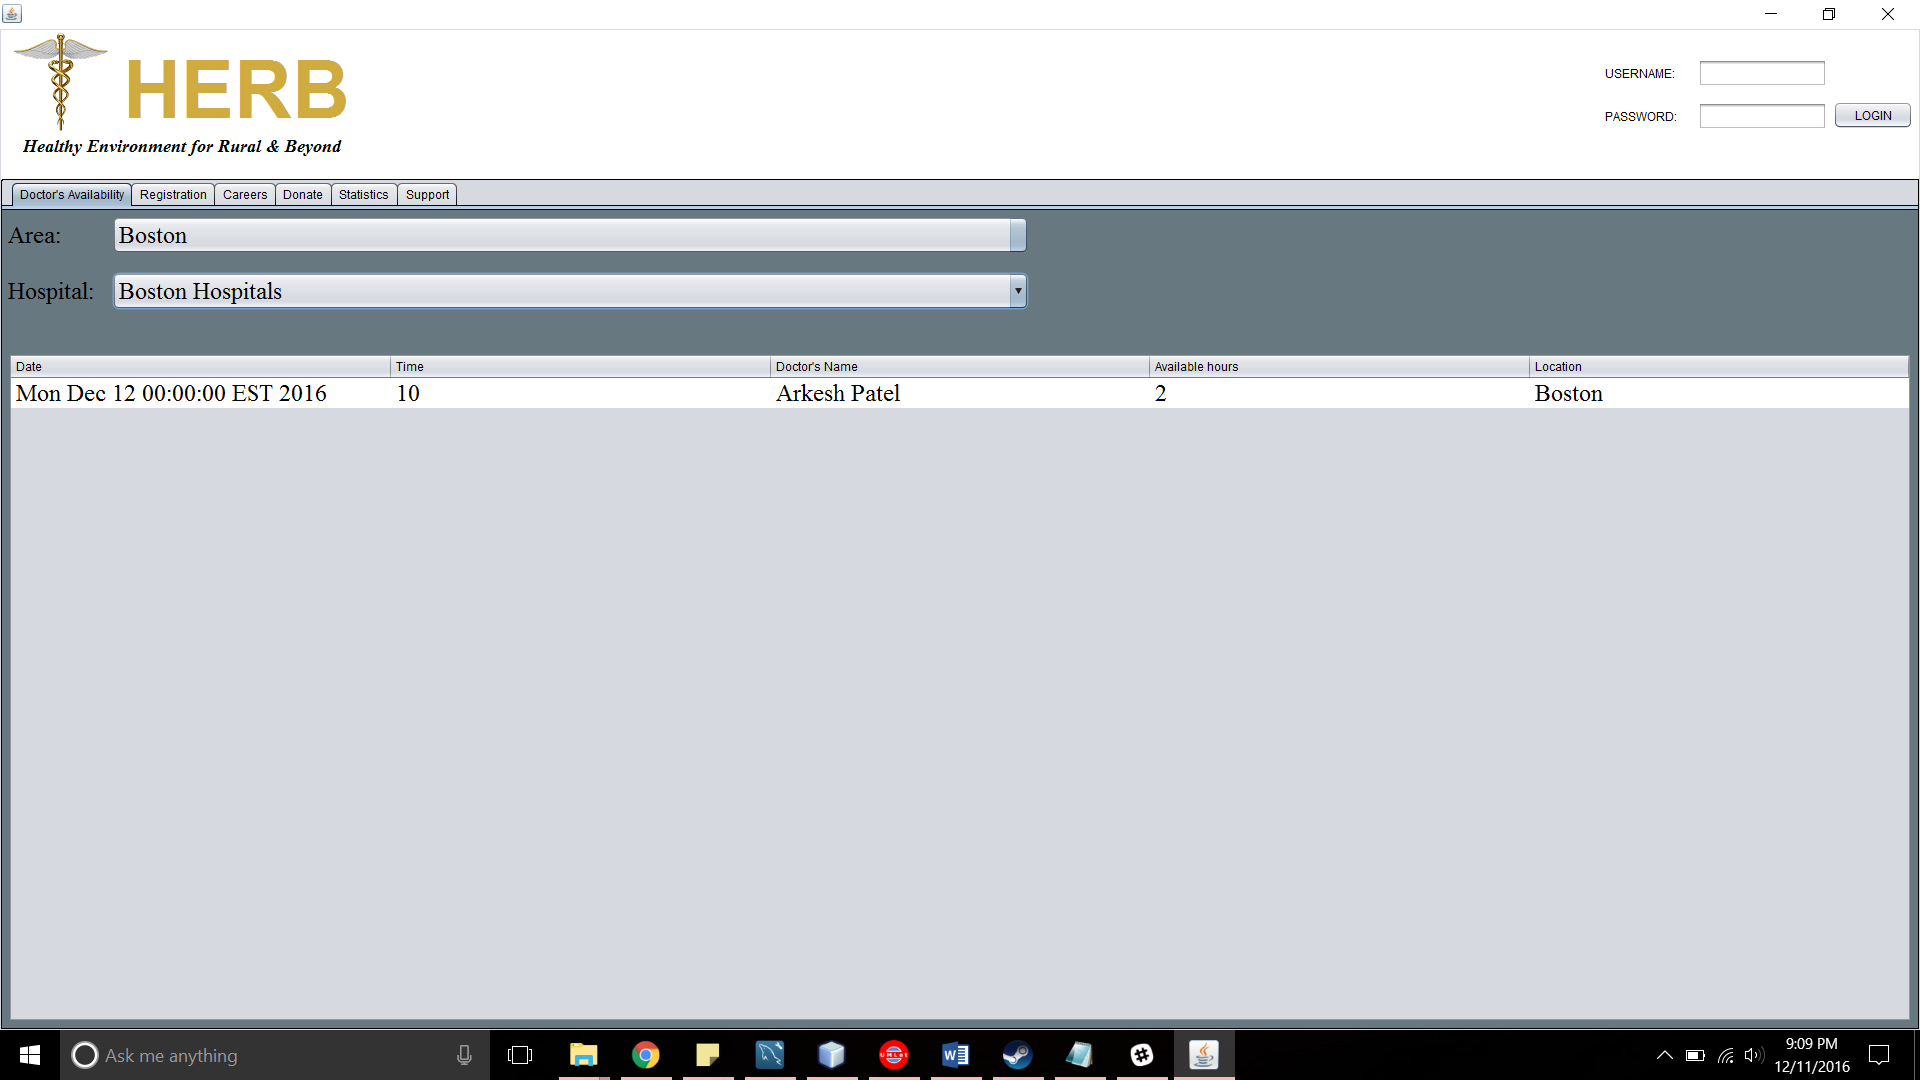 HERB
Healthy Environment for Rural & Beyond
USERNAME:
PASSWORD:
LOGIN
Doctor's Availability Registration Careers Donate Statistics Support
Area: Boston
Hospital: Boston Hospitals
Date Time Doctor's Name Available hours Location
Mon Dec 12 00:00:00 EST 2016 10 Arkesh Patel 2 Boston
Ask me anything
UMLet
9:09 PM
12/11/2016